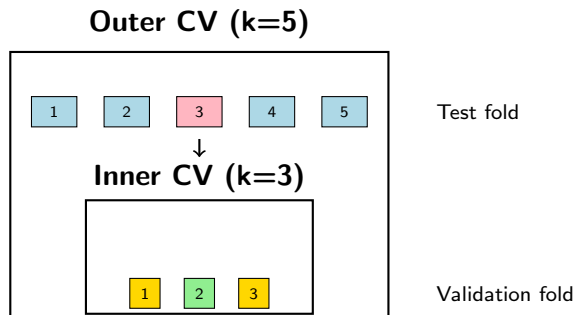 Outer CV (k=5)
1 2 3 4 5 Test fold
↓
Inner CV (k=3)
1 2 3 Validation fold